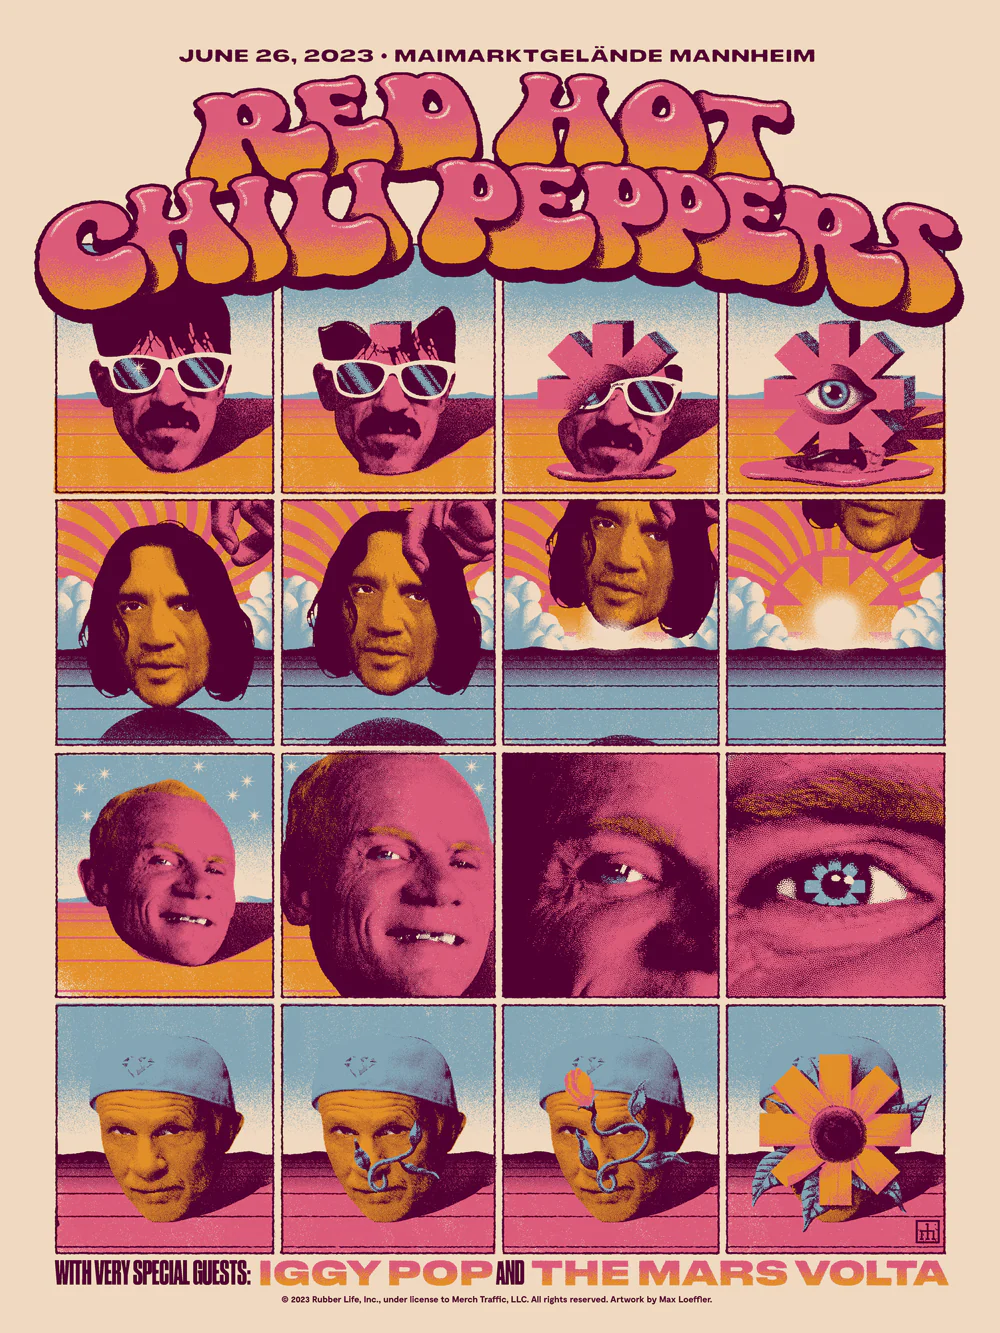 JUNE 26, 2023 • MAIMARKTGELÄNDE MANNHEIM
RED HOT
CHILI PEPPERS
WITH VERY SPECIAL GUESTS: IGGY POP AND THE MARS VOLTA
© 2023 Rubber Life, Inc., under license to Merch Traffic, LLC. All rights reserved. Artwork by Max Loeffler.